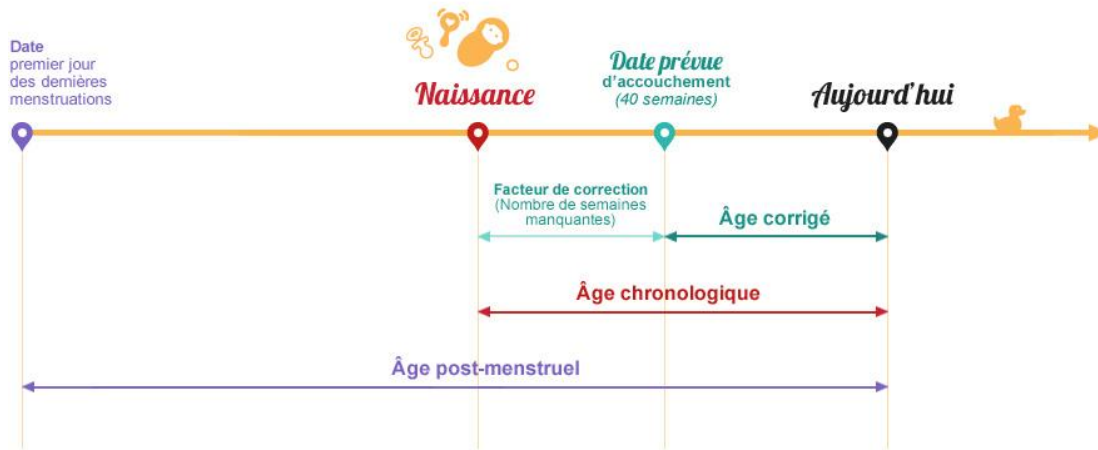 Date
premier jour
des dernières
menstruations
Naissance
Date prévue
d'accouchement
(40 semaines)
Aujourd'hui
Facteur de correction
(Nombre de semaines
manquantes)
Âge corrigé
Âge chronologique
Âge post-menstruel